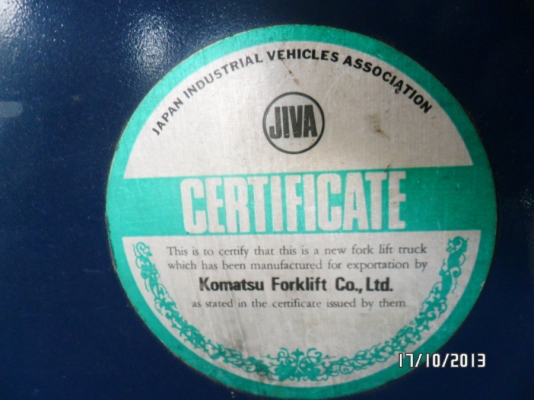 JAPAN INDUSTRIAL VEHICLES ASSOCIATION
JIVA
CERTIFICATE
This is to certify that this is a new fork lift truck
which has been manufactured for exportation by
Komatsu Forklift Co., Ltd.
as stated in the certificate issued by them
17/10/2013